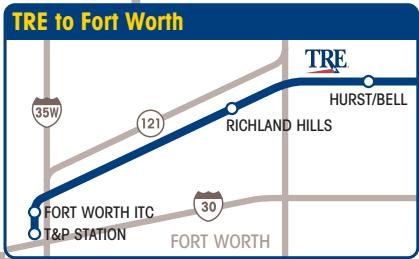 TRE to Fort Worth
TRE
35W
HURST/BELL
121
RICHLAND HILLS
30
FORT WORTH ITC
T&P STATION
FORT WORTH